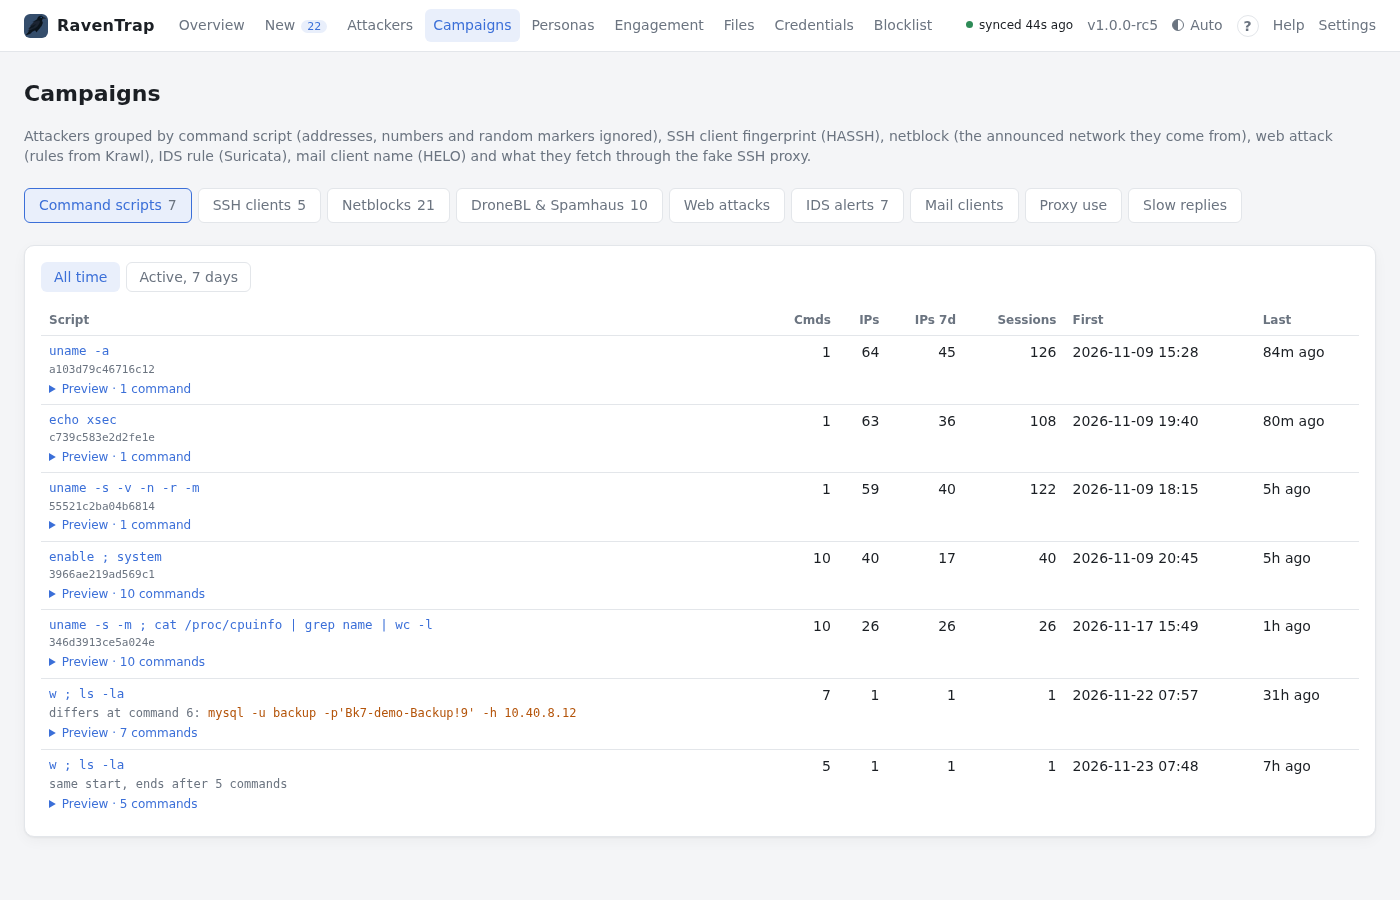 RavenTrap Overview New 22 Attackers Campaigns Personas Engagement Files Credentials Blocklist synced 44s ago v1.0.0-rc5 Auto ? Help Settings
Campaigns
Attackers grouped by command script (addresses, numbers and random markers ignored), SSH client fingerprint (HASSH), netblock (the announced network they come from), web attack
(rules from Krawl), IDS rule (Suricata), mail client name (HELO) and what they fetch through the fake SSH proxy.
Command scripts 7 SSH clients 5 Netblocks 21 DroneBL & Spamhaus 10 Web attacks IDS alerts 7 Mail clients Proxy use Slow replies
All time Active, 7 days
Script Cmds IPs IPs 7d Sessions First Last
uname -a 1 64 45 126 2026-11-09 15:28 84m ago
a103d79c46716c12
Preview · 1 command
echo xsec 1 63 36 108 2026-11-09 19:40 80m ago
c739c583e2d2fe1e
Preview · 1 command
uname -s -v -n -r -m 1 59 40 122 2026-11-09 18:15 5h ago
55521c2ba04b6814
Preview · 1 command
enable ; system 10 40 17 40 2026-11-09 20:45 5h ago
3966ae219ad569c1
Preview · 10 commands
uname -s -m ; cat /proc/cpuinfo | grep name | wc -l 10 26 26 26 2026-11-17 15:49 1h ago
346d3913ce5a024e
Preview · 10 commands
w ; ls -la 7 1 1 1 2026-11-22 07:57 31h ago
differs at command 6: mysql -u backup -p'Bk7-demo-Backup!9' -h 10.40.8.12
Preview · 7 commands
w ; ls -la 5 1 1 1 2026-11-23 07:48 7h ago
same start, ends after 5 commands
Preview · 5 commands